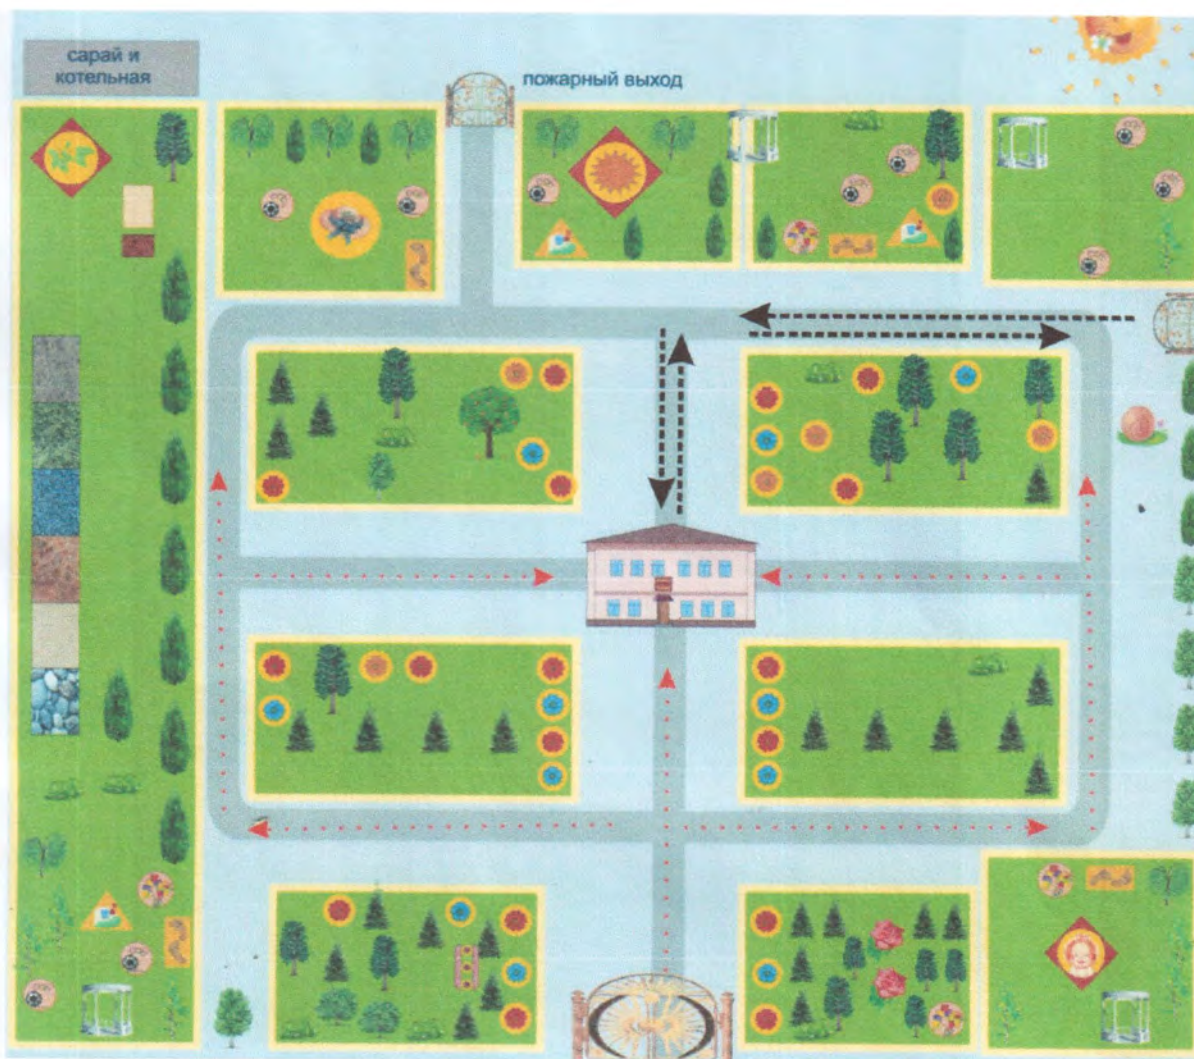 сарай и
котельная
пожарный выход